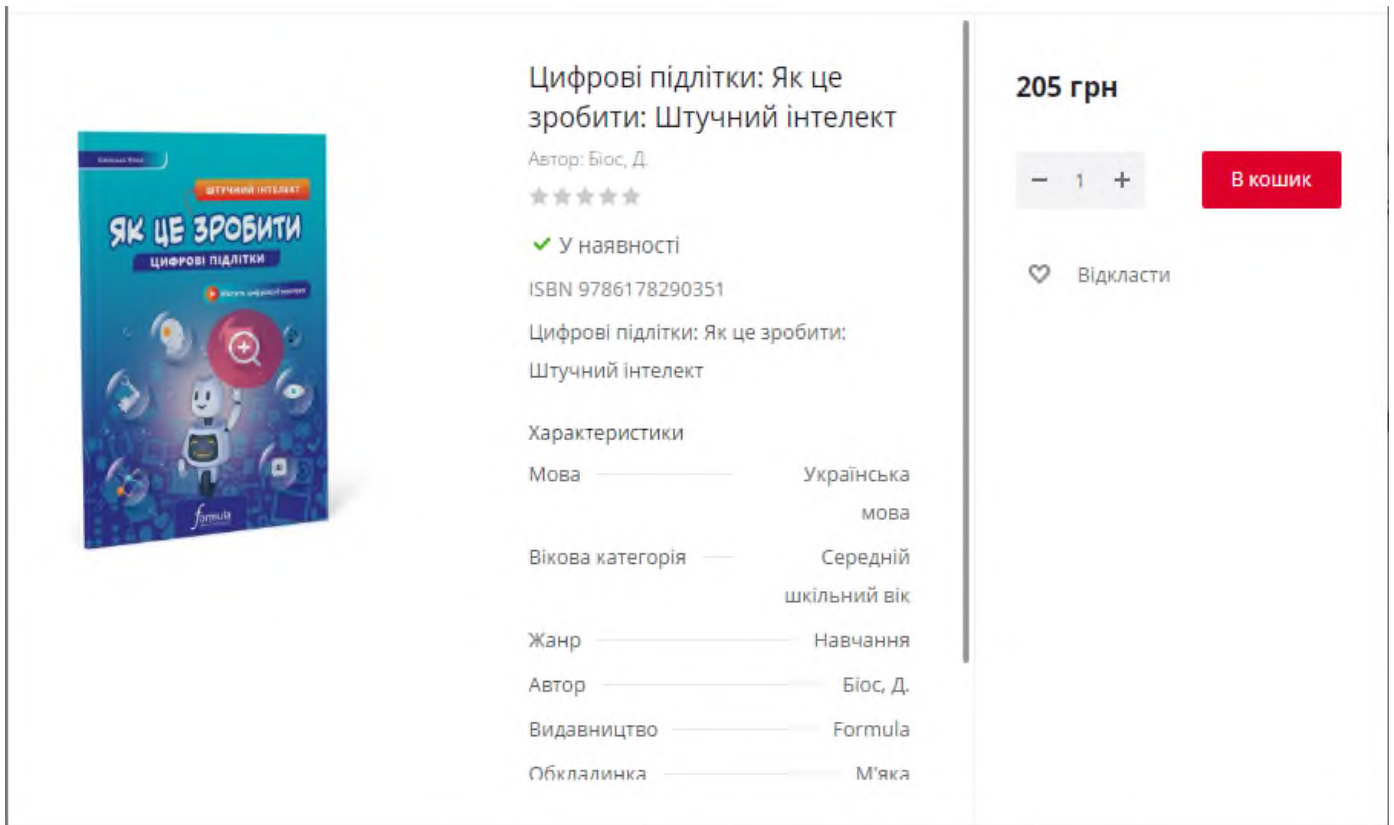 ШТУЧНИЙ ІНТЕЛЕКТ
ЯК ЦЕ ЗРОБИТИ
ЦИФРОВІ ПІДЛІТКИ
formula
Цифрові підлітки: Як це
зробити: Штучний інтелект
Автор: Біос, Д.
У наявності
ISBN 9786178290351
Цифрові підлітки: Як це зробити:
Штучний інтелект
Характеристики
Мова Українська
мова
Вікова категорія Середній
шкільний вік
Жанр Навчання
Автор Біос, Д.
Видавництво Formula
Обкладинка М'яка
205 грн
− 1 +
В кошик
Відкласти